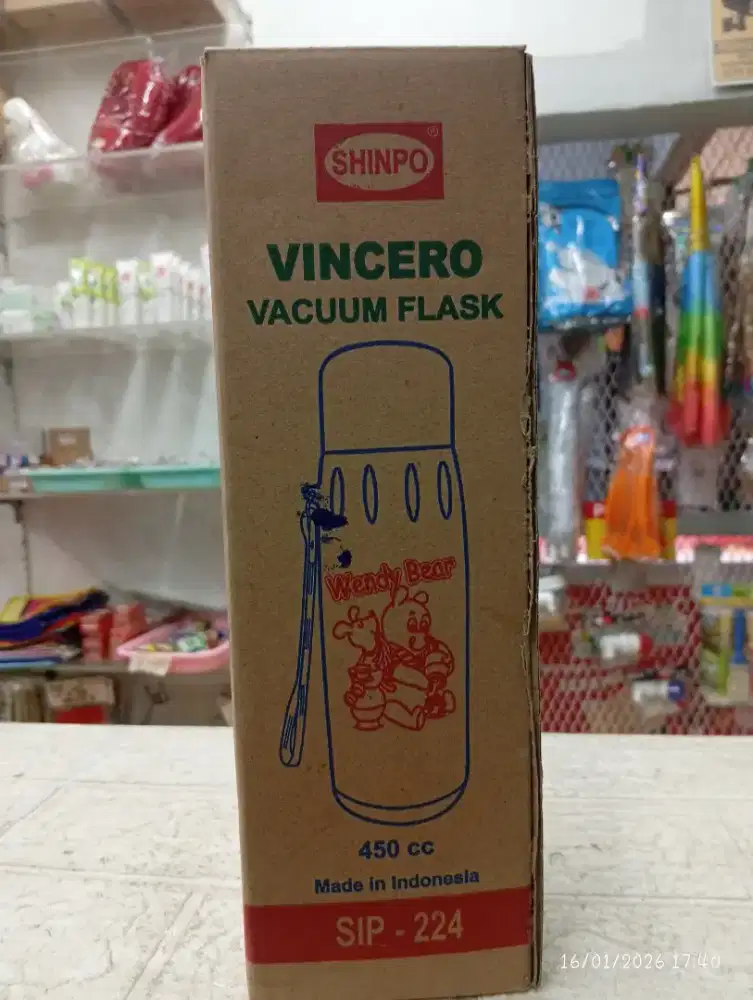 SHINPO®
VINCERO
VACUUM FLASK
Wendy Bear
450 cc
Made in Indonesia
SIP - 224
16/01/2026 17:40